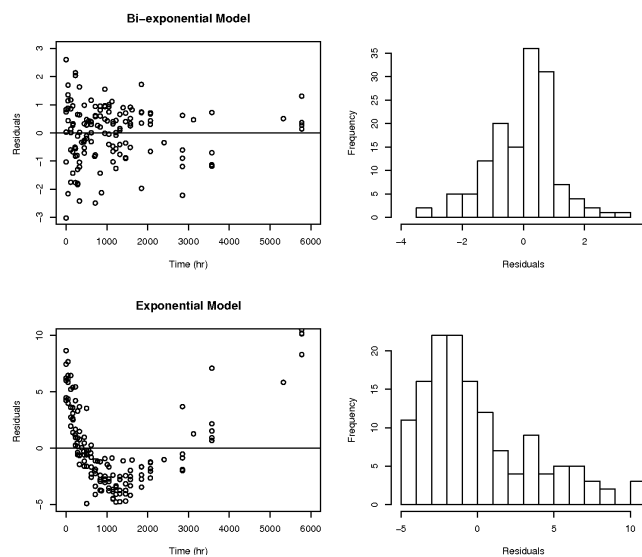 Bi−exponential Model
3
2
1
0
−1
−2
−3
Residuals
0 1000 2000 3000 4000 5000 6000
Time (hr)
35
25
15
10
5
0
Frequency
−4 −2 0 2
Residuals
Exponential Model
10
5
0
−5
Residuals
0 1000 2000 3000 4000 5000 6000
Time (hr)
20
15
10
5
0
Frequency
−5 0 5 10
Residuals